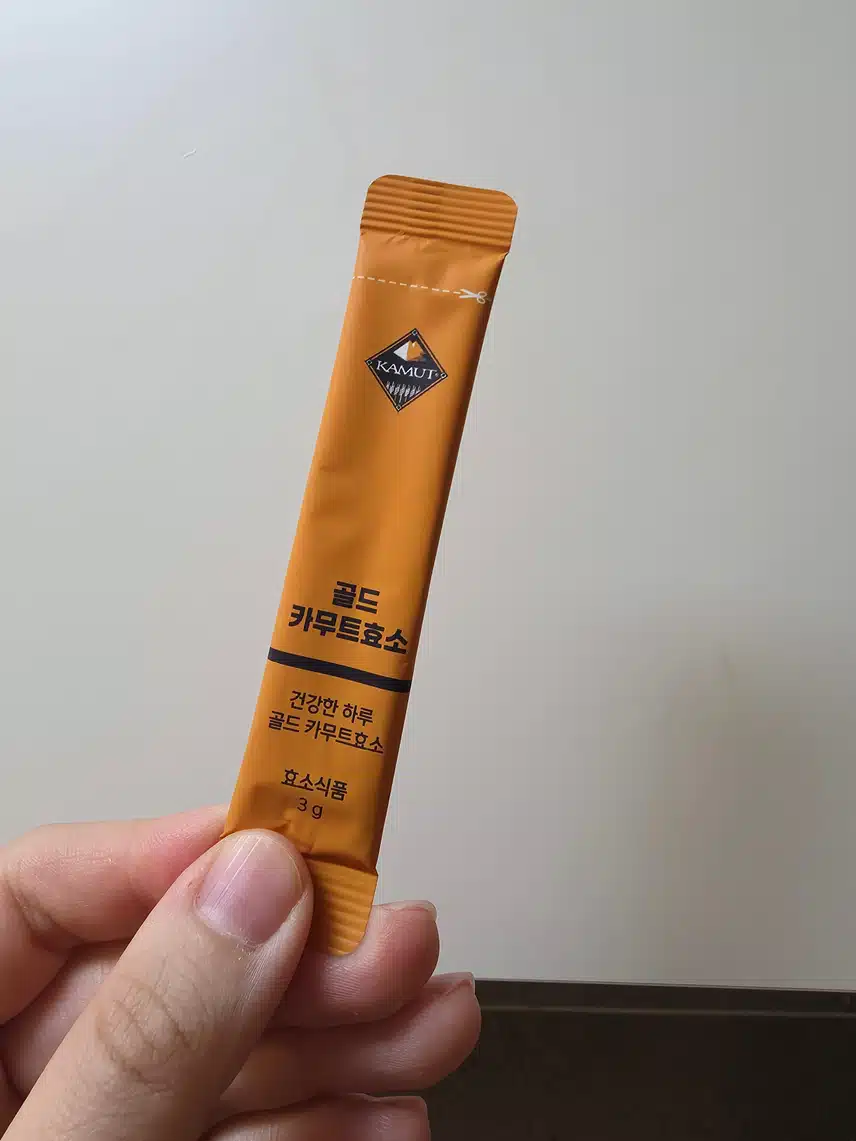 KAMUT®
골드
카무트효소
건강한 하루
골드 카무트효소
효소식품
3g